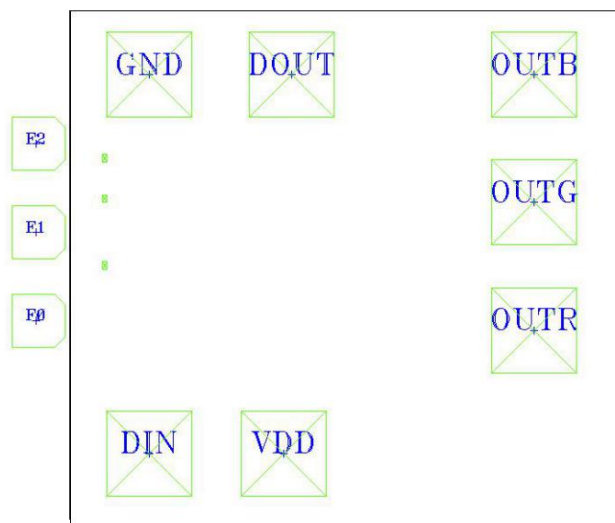 GND DOUT OUTB
E2
OUTG
E1
E0
OUTR
DIN VDD